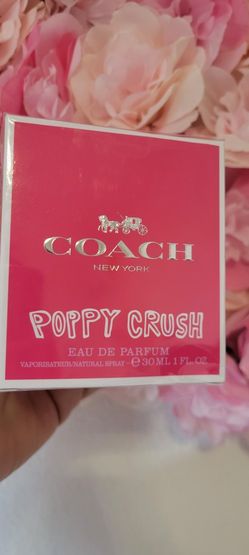 COACH
NEW YORK
POPPY CRUSH
EAU DE PARFUM
VAPORISATEUR/NATURAL SPRAY - ℮ 30 ML 1 FL. OZ